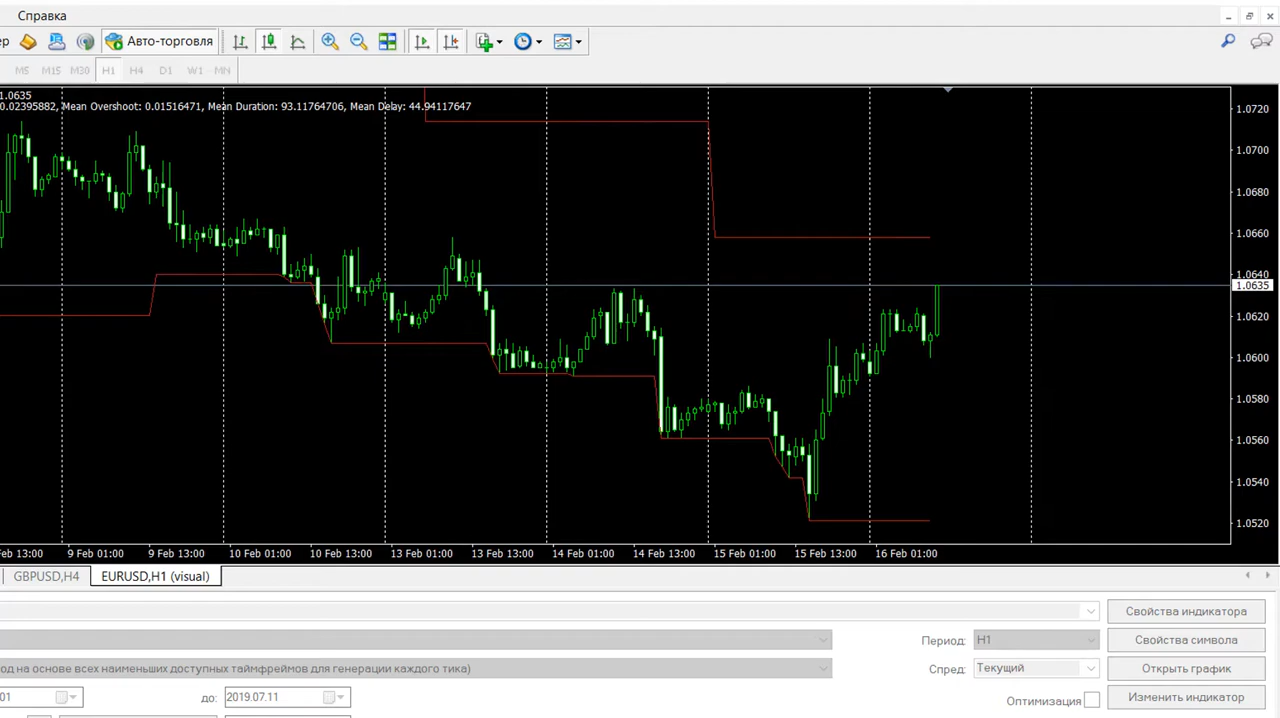 Справка
ер
Авто-торговля
M5 M15 M30 H1 H4 D1 W1 MN
1.0635
0.02395882, Mean Overshoot: 0.01516471, Mean Duration: 93.11764706, Mean Delay: 44.94117647
1.0720
1.0700
1.0680
1.0660
1.0640
1.0635
1.0620
1.0600
1.0580
1.0560
1.0540
1.0520
Feb 13:00 9 Feb 01:00 9 Feb 13:00 10 Feb 01:00 10 Feb 13:00 13 Feb 01:00 13 Feb 13:00 14 Feb 01:00 14 Feb 13:00 15 Feb 01:00 15 Feb 13:00 16 Feb 01:00
GBPUSD,H4 EURUSD,H1 (visual)
Свойства индикатора
Период: H1 Свойства символа
од на основе всех наименьших доступных таймфреймов для генерации каждого тика) Спред: Текущий Открыть график
01 до: 2019.07.11 Оптимизация Изменить индикатор